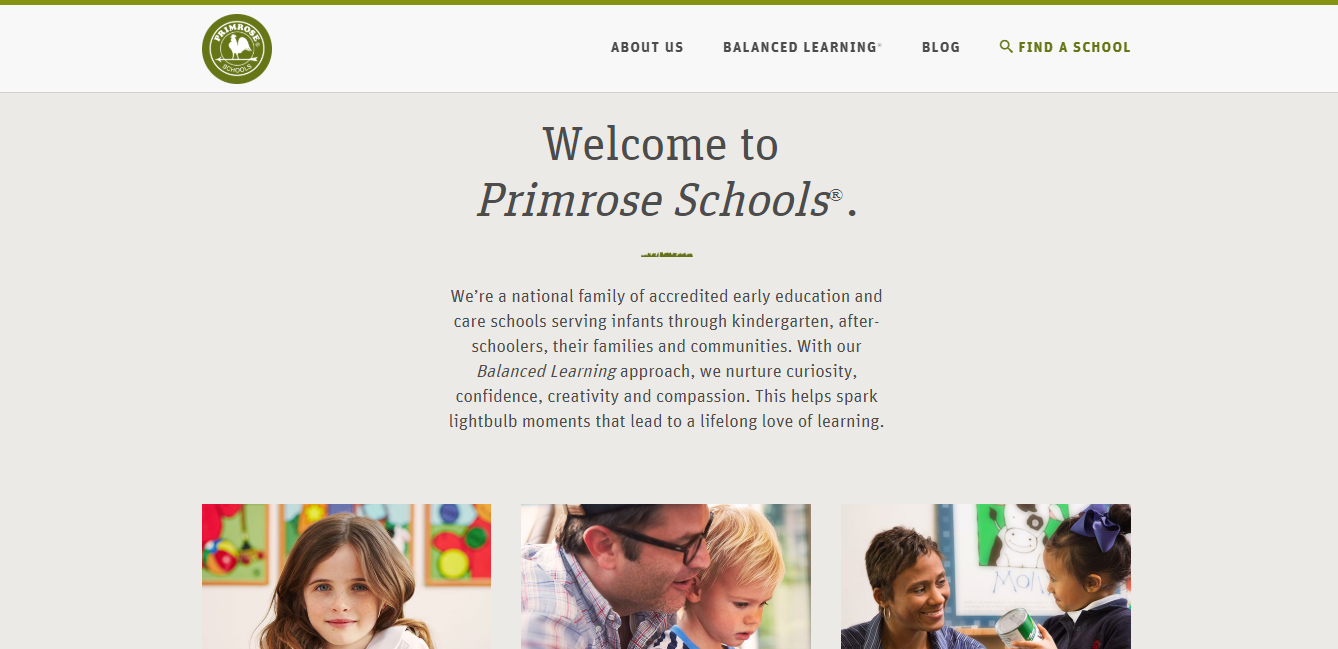 PRIMROSE
SCHOOLS
ABOUT US
BALANCED LEARNING®
BLOG
FIND A SCHOOL
Welcome to
Primrose Schools®.
We’re a national family of accredited early education and
care schools serving infants through kindergarten, after-
schoolers, their families and communities. With our
Balanced Learning approach, we nurture curiosity,
confidence, creativity and compassion. This helps spark
lightbulb moments that lead to a lifelong love of learning.